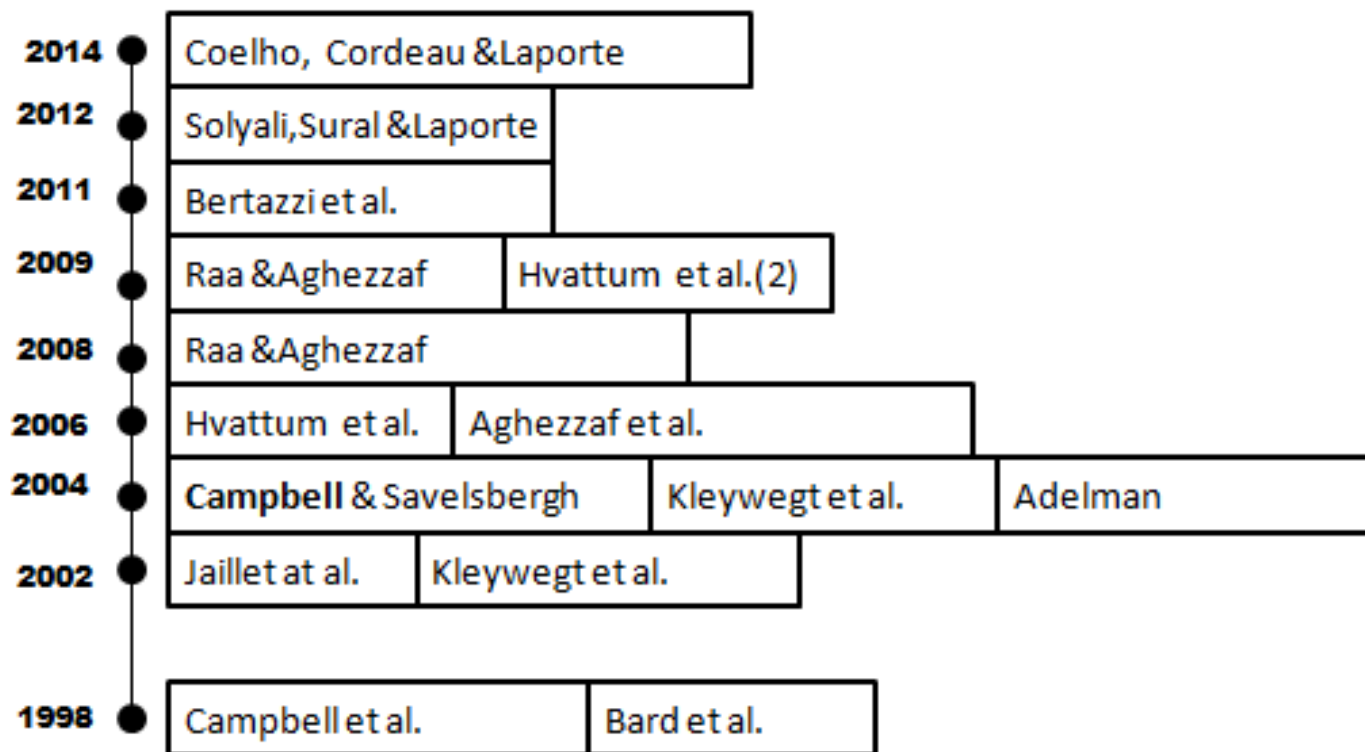 2014 Coelho, Cordeau &Laporte
2012 Solyali,Sural &Laporte
2011 Bertazzi et al.
2009 Raa &Aghezzaf Hvattum et al.(2)
2008 Raa &Aghezzaf
2006 Hvattum et al. Aghezzaf et al.
2004 Campbell & Savelsbergh Kleywegt et al. Adelman
2002 Jaillet at al. Kleywegt et al.
1998 Campbell et al. Bard et al.